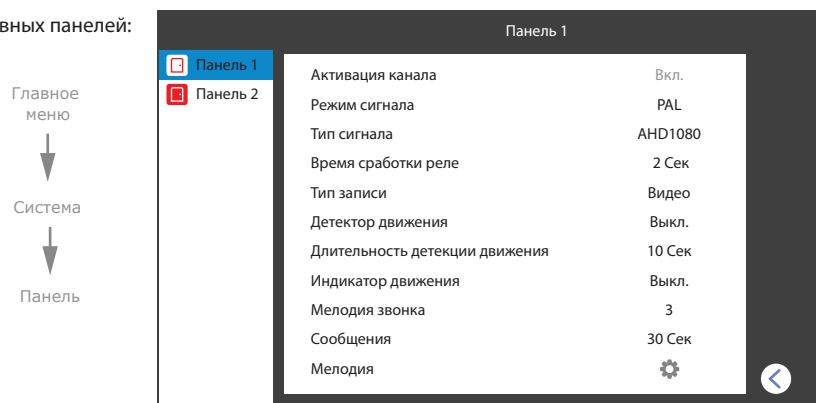 вных панелей:
Главное
меню
Система
Панель
Панель 1
Панель 1
Панель 2
Активация канала Вкл.
Режим сигнала PAL
Тип сигнала AHD1080
Время сработки реле 2 Сек
Тип записи Видео
Детектор движения Выкл.
Длительность детекции движения 10 Сек
Индикатор движения Выкл.
Мелодия звонка 3
Сообщения 30 Сек
Мелодия